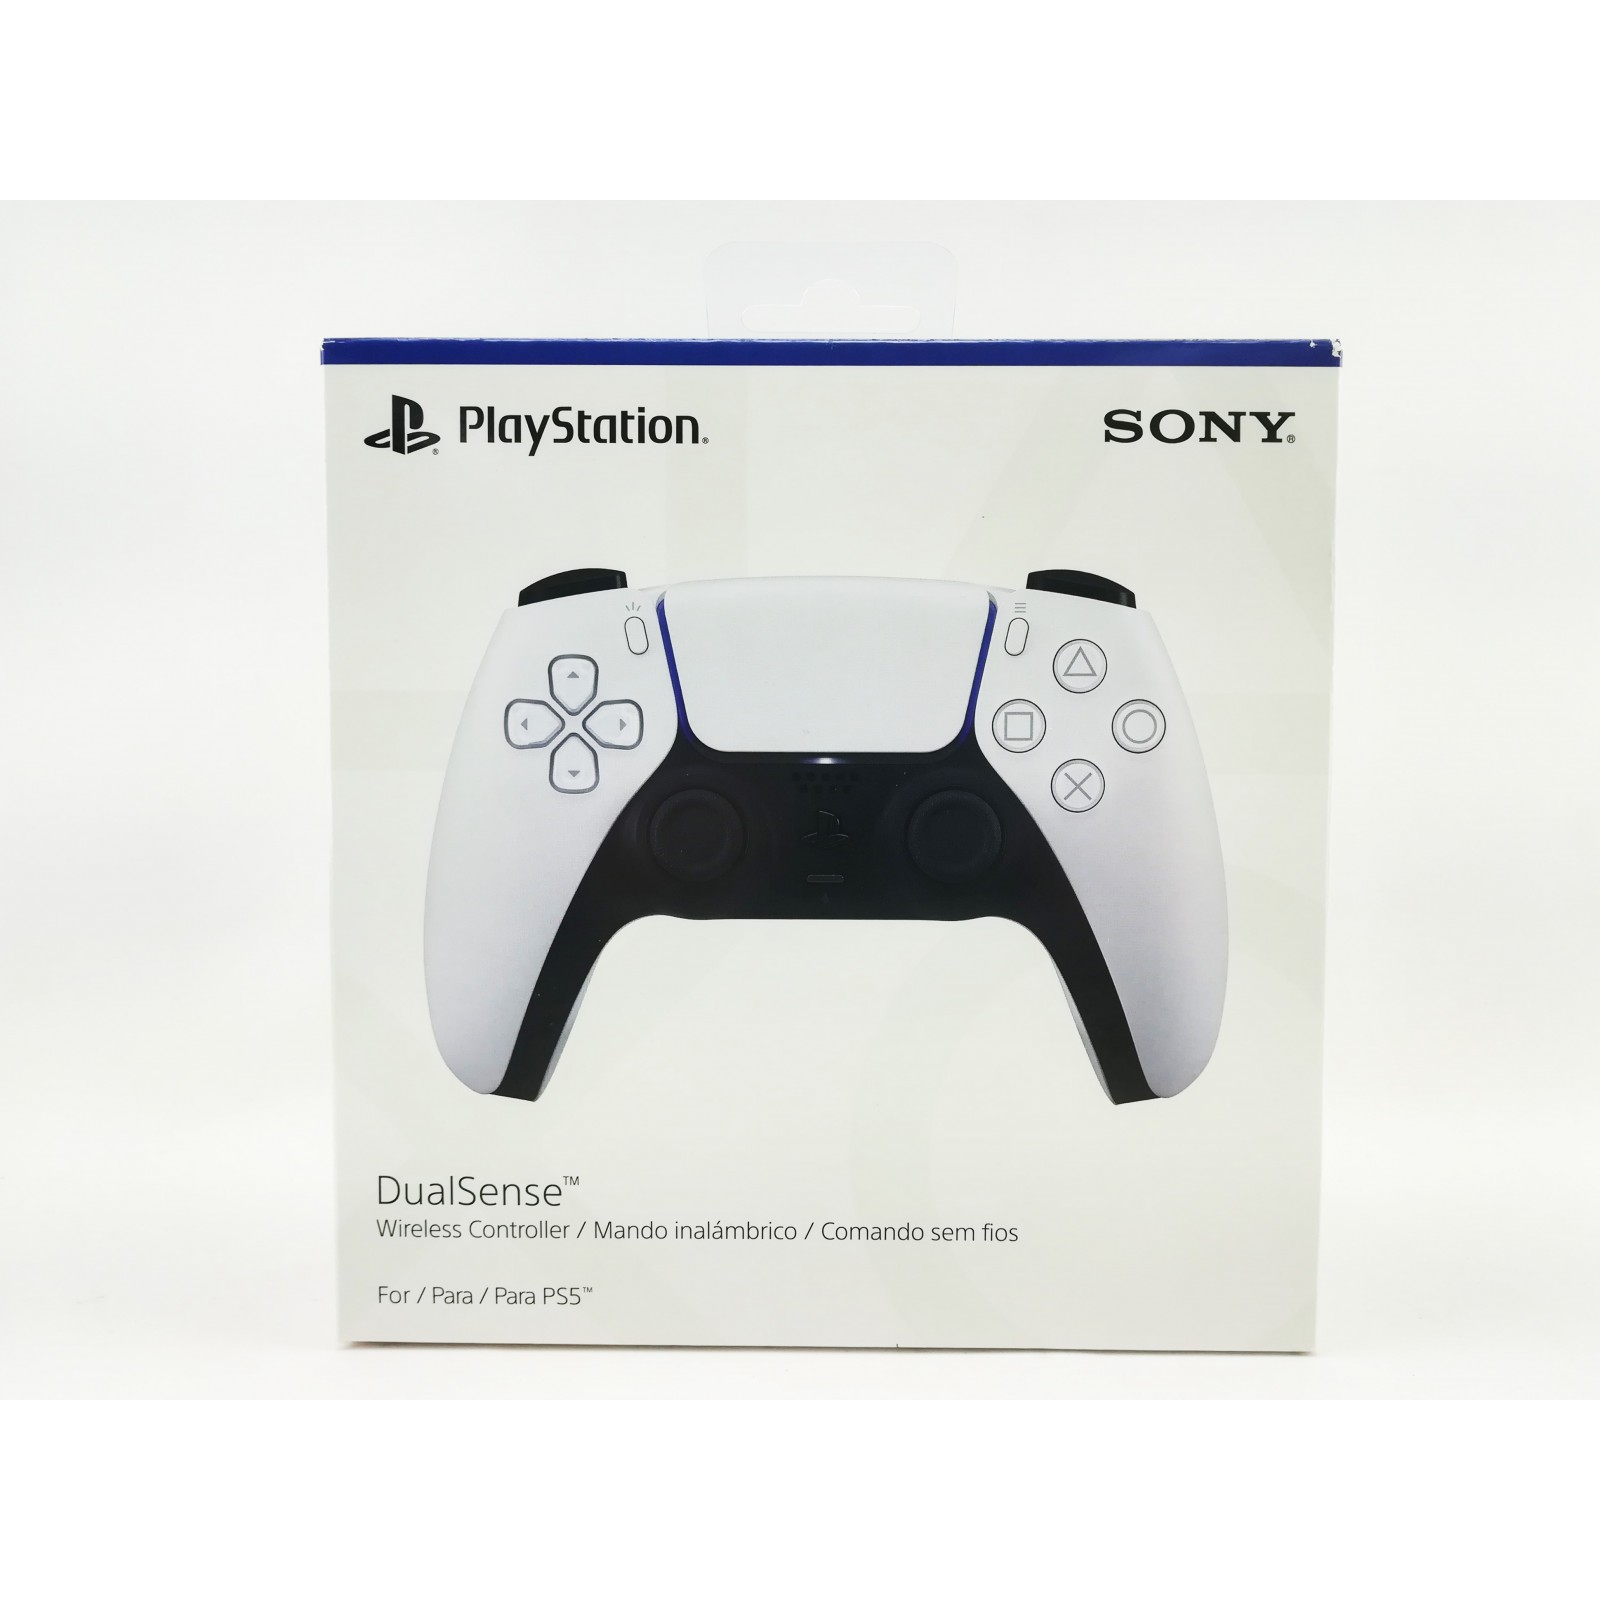 PlayStation®
SONY®
DualSense™
Wireless Controller / Mando inalámbrico / Comando sem fios
For / Para / Para PS5™